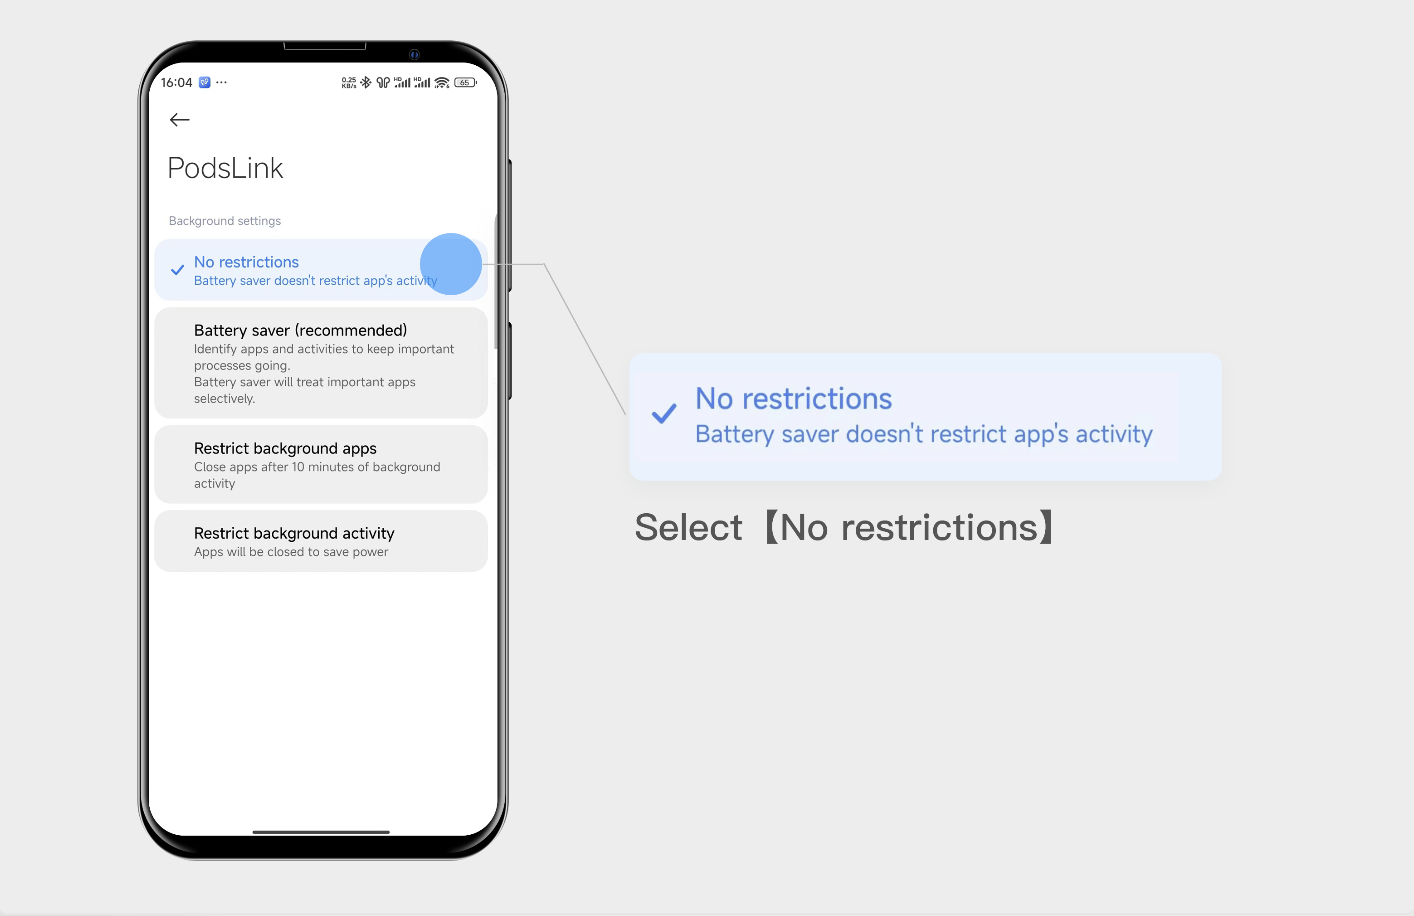 16:04 ··· 0.25 KB/s HD HD 65
PodsLink
Background settings
No restrictions
Battery saver doesn't restrict app's activity
Battery saver (recommended)
Identify apps and activities to keep important
processes going.
Battery saver will treat important apps
selectively.
Restrict background apps
Close apps after 10 minutes of background
activity
Restrict background activity
Apps will be closed to save power
No restrictions
Battery saver doesn't restrict app's activity
Select【No restrictions】